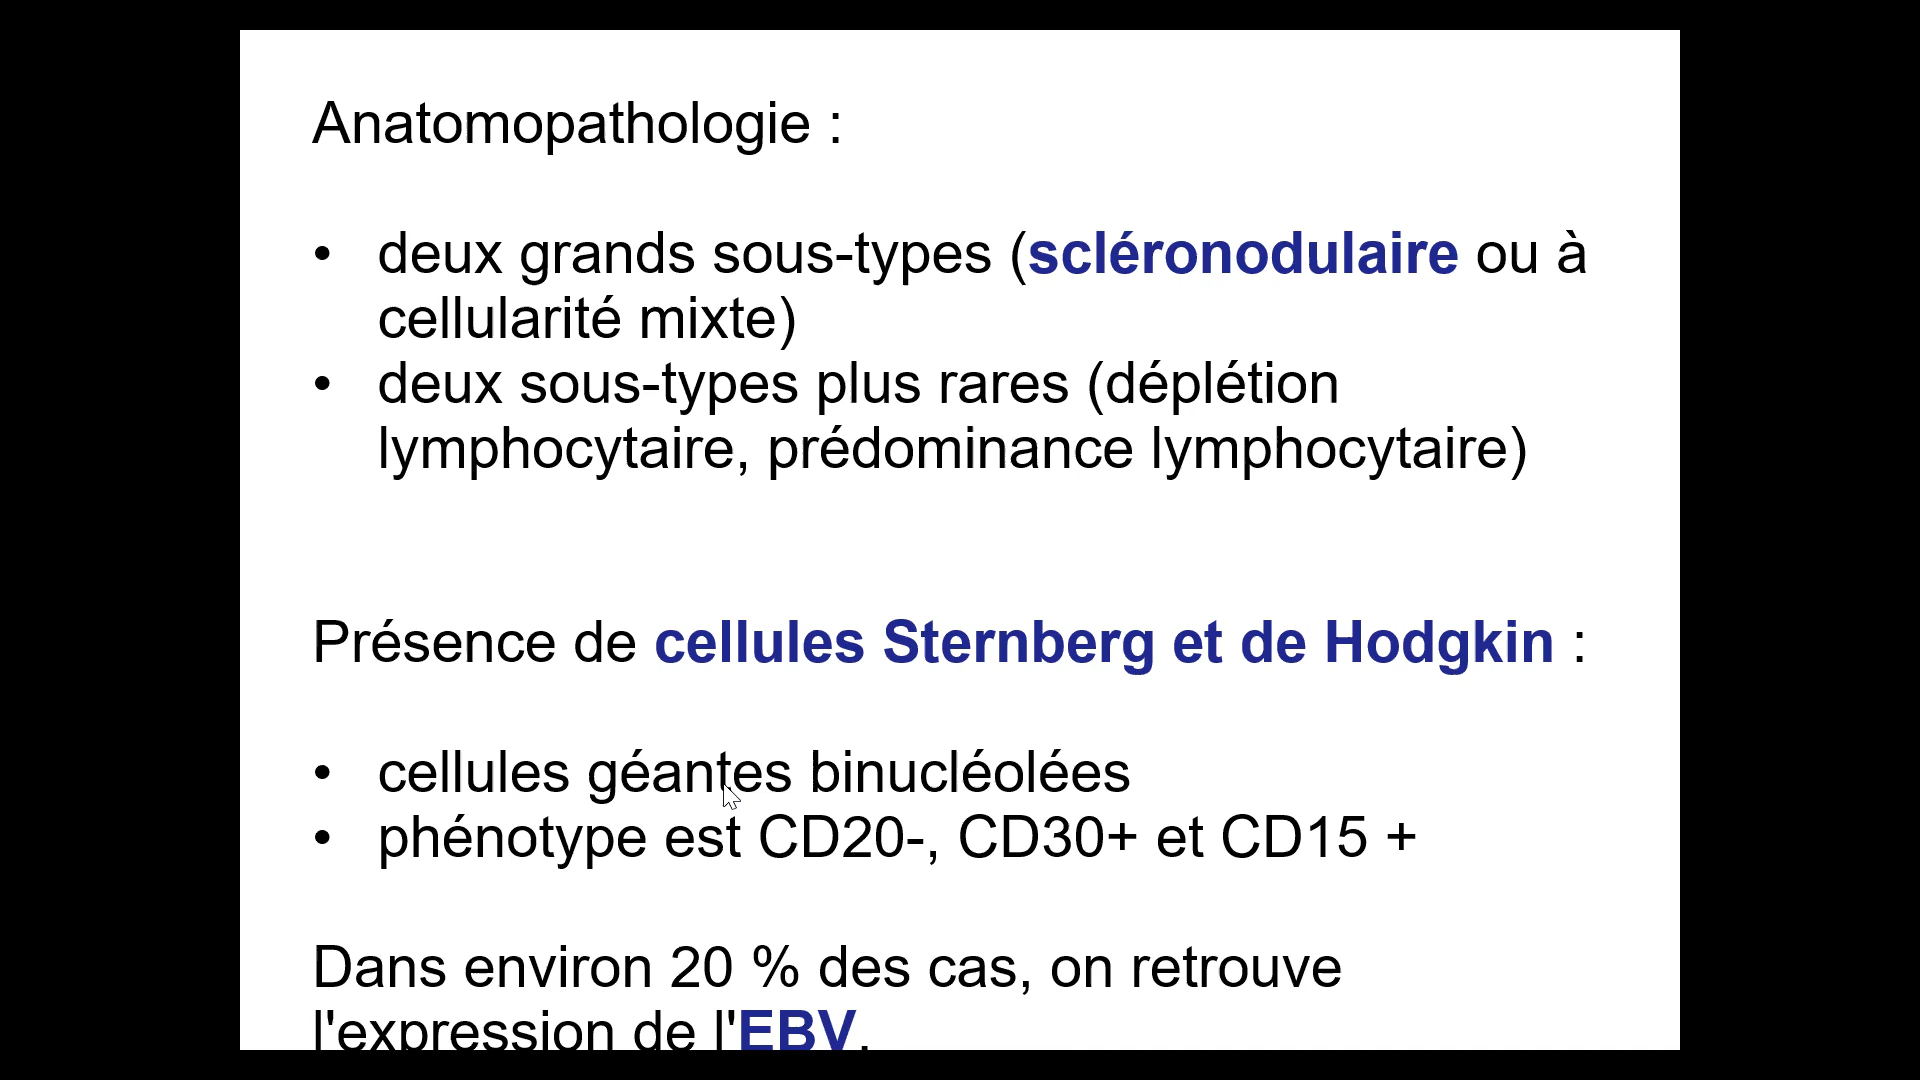 Anatomopathologie :
• deux grands sous-types (scléronodulaire ou à
cellularité mixte)
• deux sous-types plus rares (déplétion
lymphocytaire, prédominance lymphocytaire)
Présence de cellules Sternberg et de Hodgkin :
• cellules géantes binucléolées
• phénotype est CD20-, CD30+ et CD15 +
Dans environ 20 % des cas, on retrouve
l'expression de l'EBV.